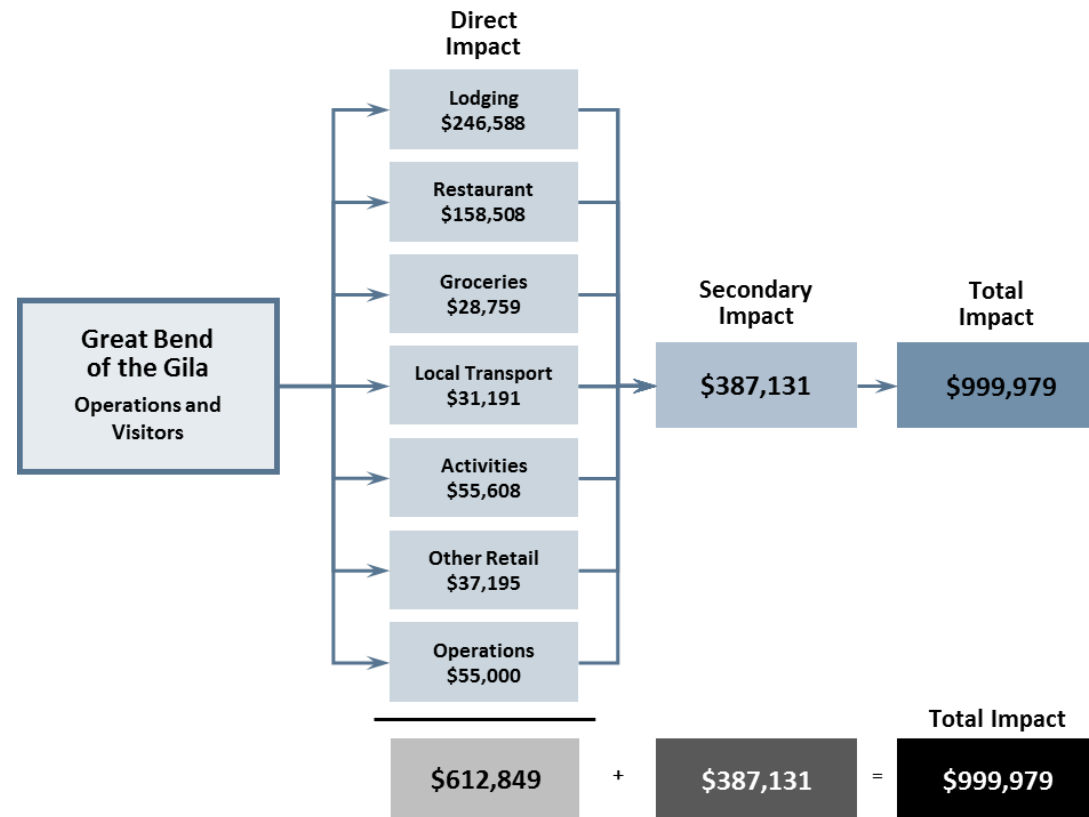 Direct
Impact
Lodging
$246,588
Restaurant
$158,508
Groceries
$28,759
Local Transport
$31,191
Activities
$55,608
Other Retail
$37,195
Operations
$55,000
Great Bend
of the Gila
Operations and
Visitors
Secondary
Impact
$387,131
Total
Impact
$999,979
Total Impact
$612,849 + $387,131 = $999,979